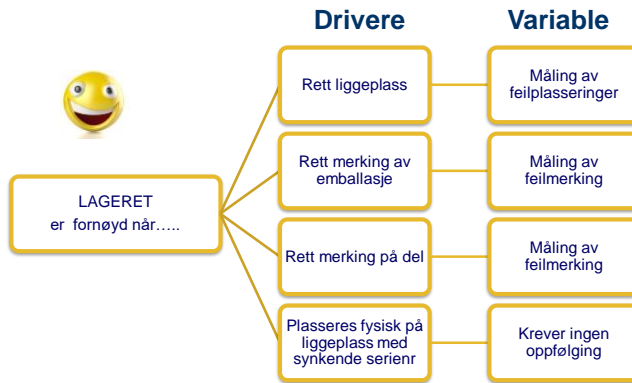 Drivere
Variable
LAGERET
er fornøyd når…..
Rett liggeplass
Måling av
feilplasseringer
Rett merking av
emballasje
Måling av
feilmerking
Rett merking på del
Måling av
feilmerking
Plasseres fysisk på
liggeplass med
synkende serienr
Krever ingen
oppfølging